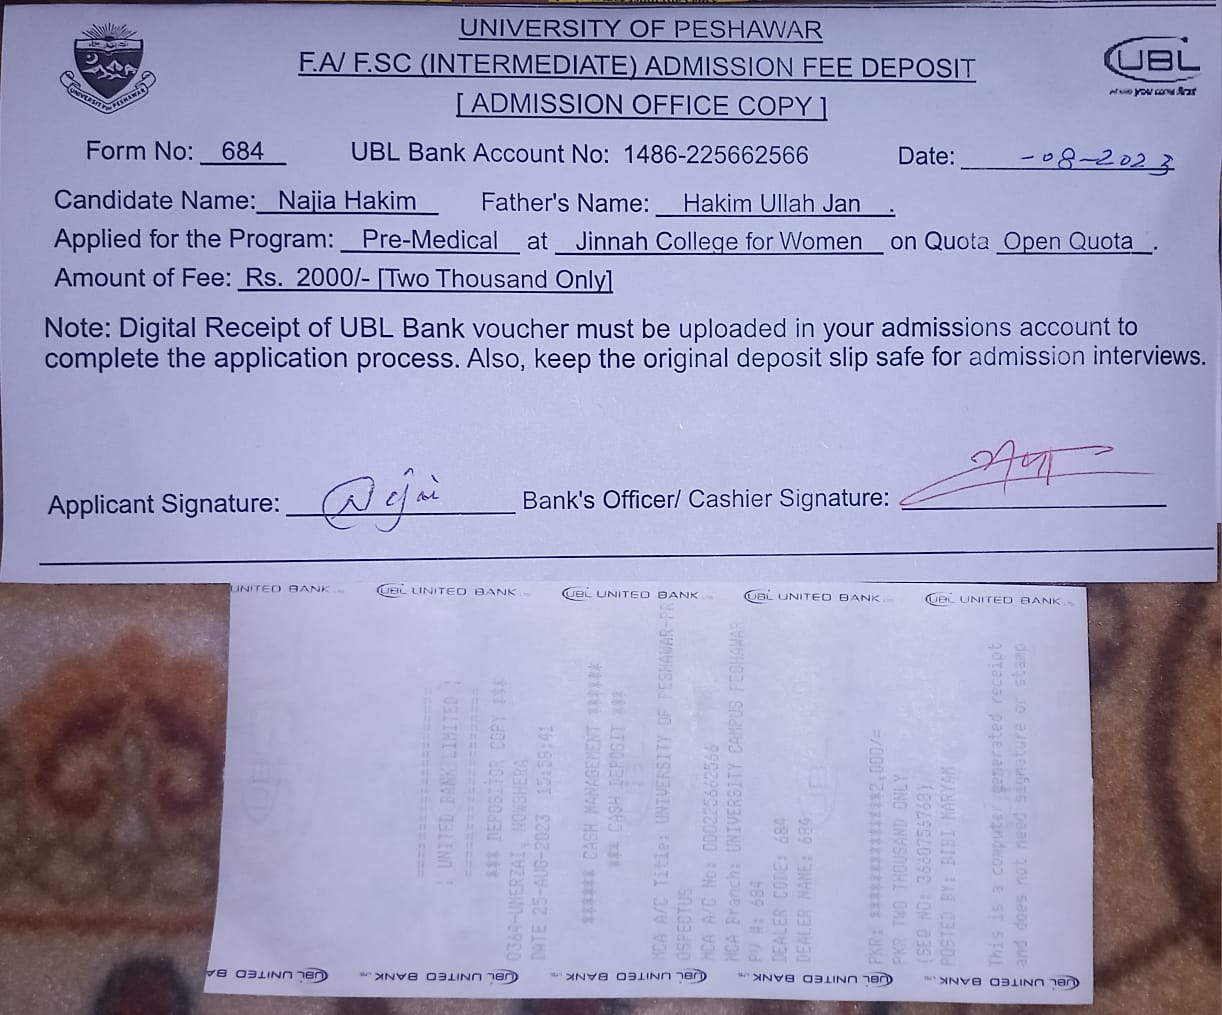 UNIVERSITY OF PESHAWAR
F.A/ F.SC (INTERMEDIATE) ADMISSION FEE DEPOSIT
[ ADMISSION OFFICE COPY ]
UNIVERSITY OF PESHAWAR
UBL
where you come first
Form No: 684 UBL Bank Account No: 1486-225662566 Date: -08-2023
Candidate Name: Najia Hakim Father's Name: Hakim Ullah Jan .
Applied for the Program: Pre-Medical at Jinnah College for Women on Quota Open Quota .
Amount of Fee: Rs. 2000/- [Two Thousand Only]
Note: Digital Receipt of UBL Bank voucher must be uploaded in your admissions account to
complete the application process. Also, keep the original deposit slip safe for admission interviews.
Applicant Signature: Najia Bank's Officer/ Cashier Signature:
UNITED BANK UBL UNITED BANK UBL UNITED BANK UBL UNITED BANK UBL UNITED BANK
| UNITED BANK LIMITED |
*** DEPOSITOR COPY ***
0364-UMERZAI, NOWSHERA
DATE 25-AUG-2023 15:58:41
****** CASH MANAGEMENT ******
*** CASH DEPOSIT ***
MCA A/C Title: UNIVERSITY OF PESHAWAR-PR
OSPECTUS
MCA A/C No: 000225662566
MCA Branch: UNIVERSITY CAMPUS PESHAWAR
PV #: 684
DEALER CODE: 684
DEALER NAME: 684
PKR: *************2,000/=
PKR TWO THOUSAND ONLY
(SEQ NO: 3660756768)
POSTED BY: BIBI MARYAM
This is a computer generated receipt
and does not need signature or stamp
UBL UNITED BANK UBL UNITED BANK UBL UNITED BANK UBL UNITED BANK UBL UNITED BA